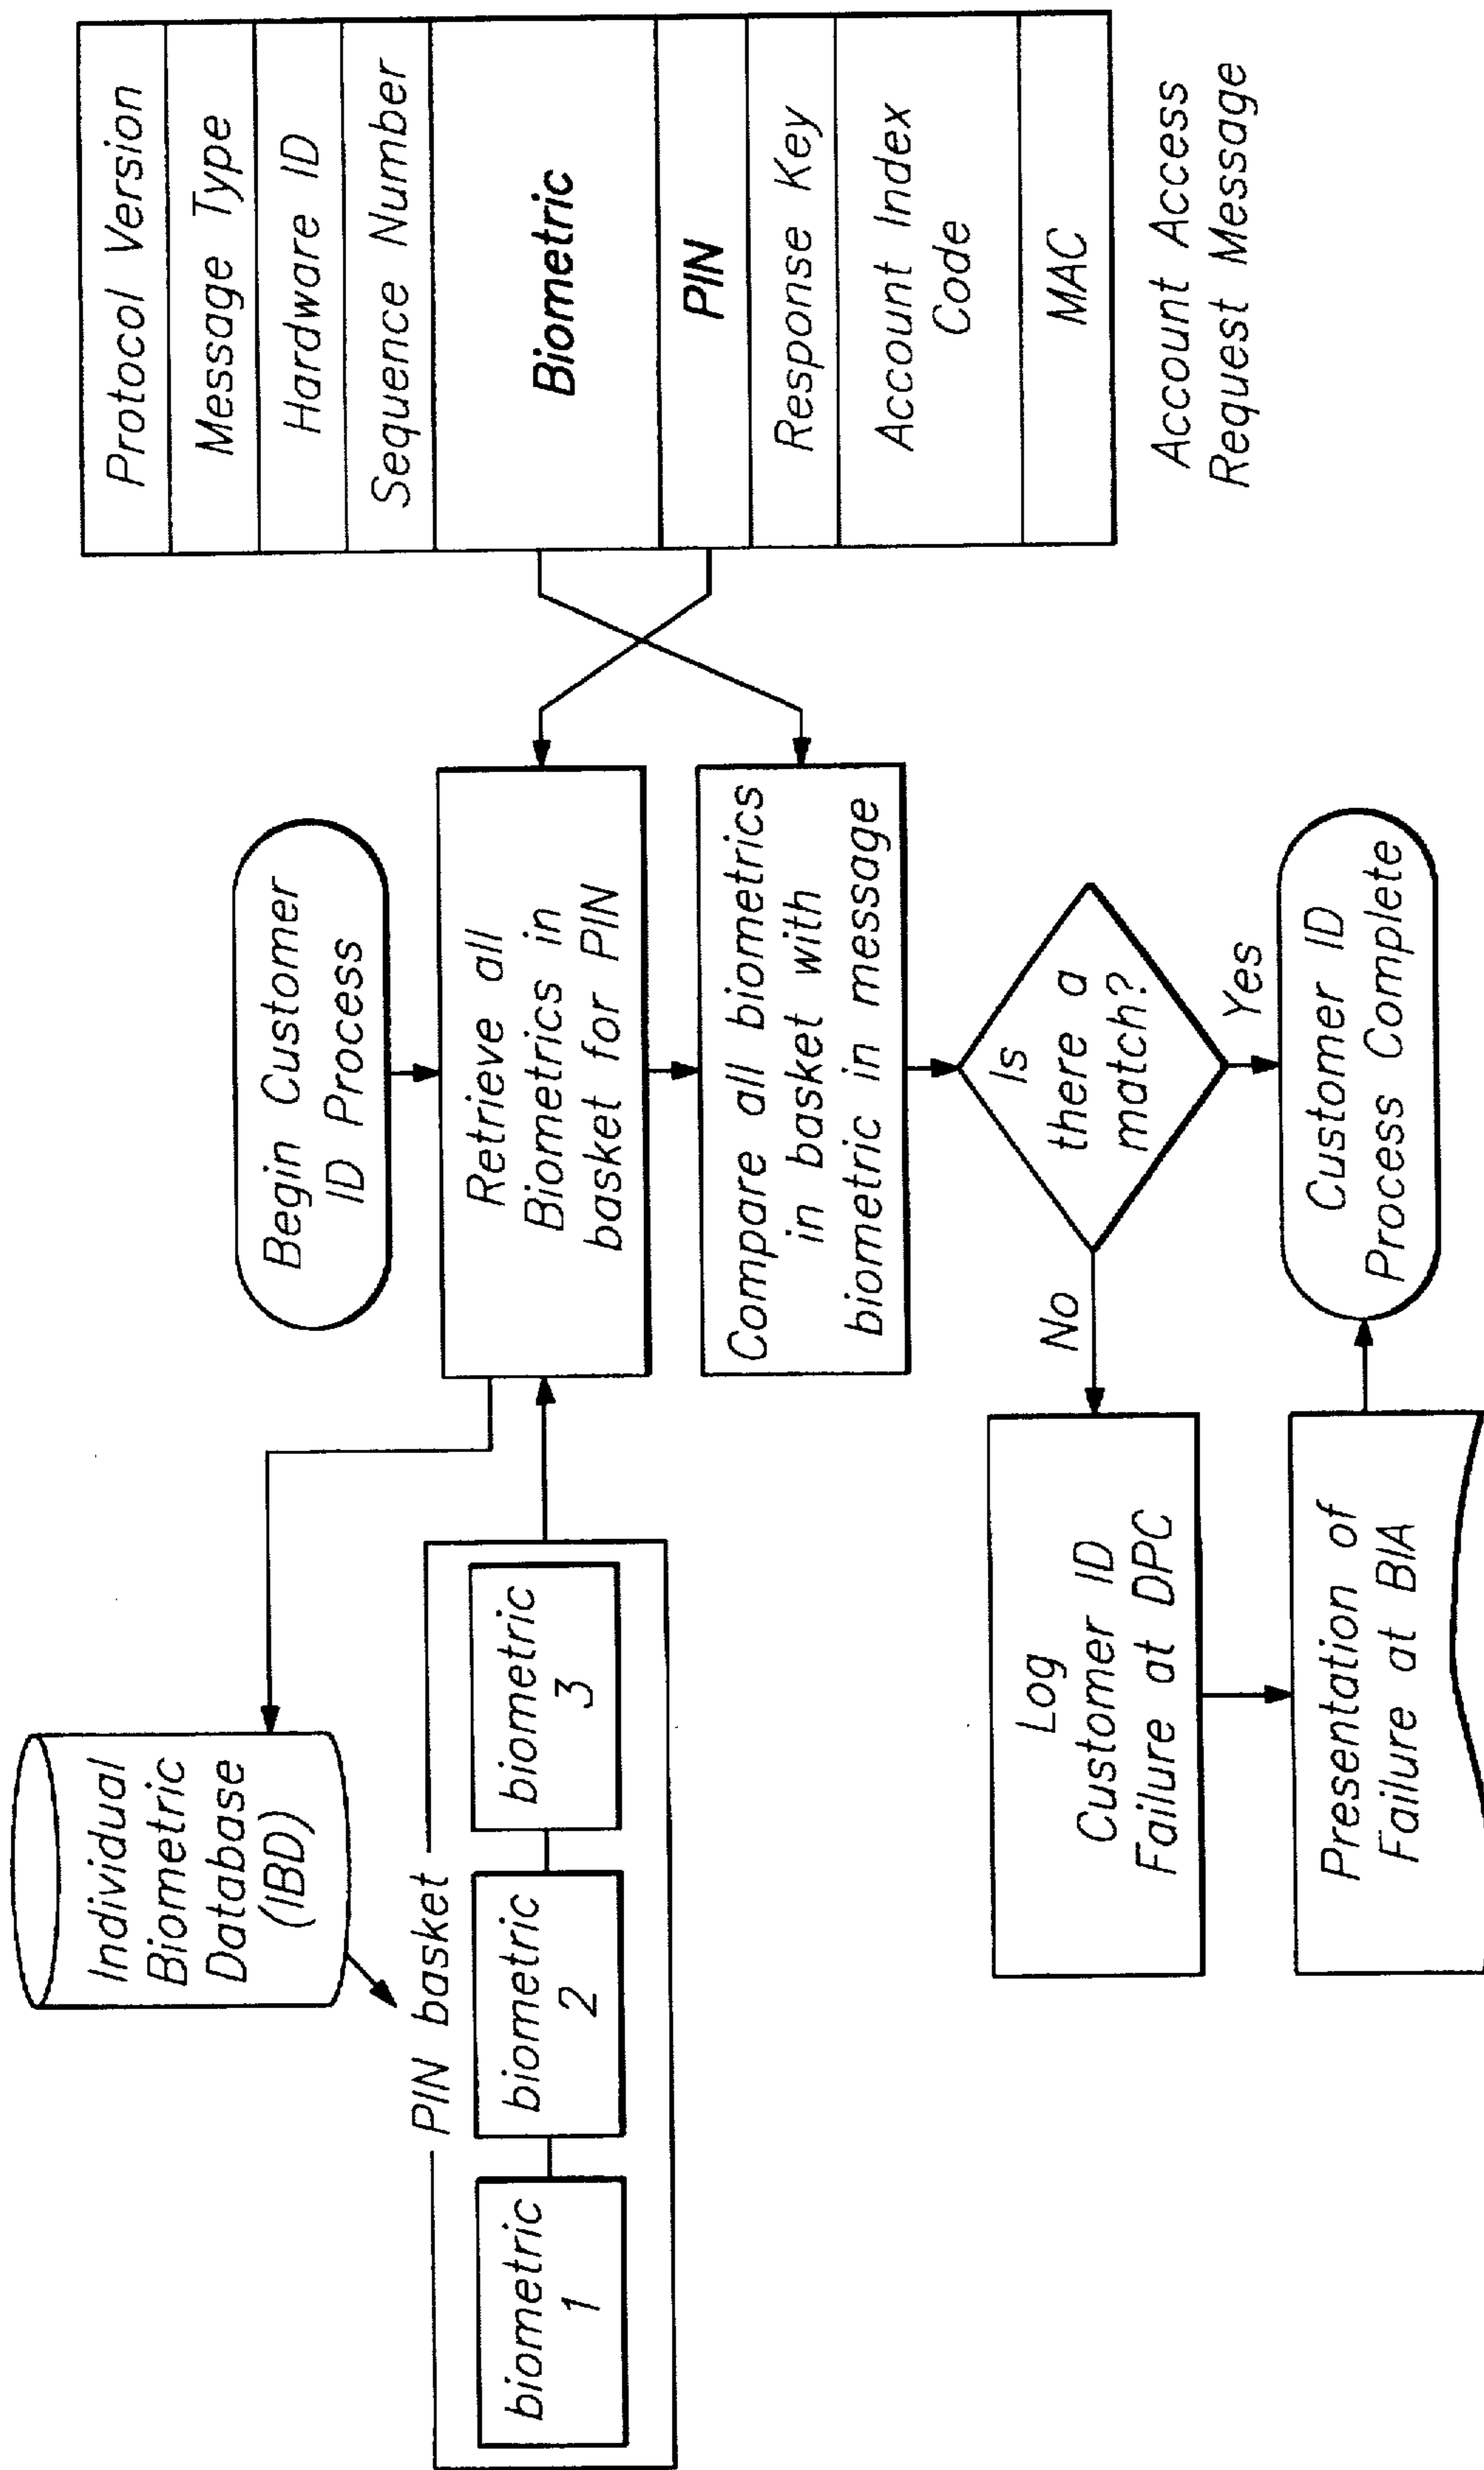 Individual
Biometric
Database
(IBD)
PIN basket
biometric
1
biometric
2
biometric
3
Begin Customer
ID Process
Retrieve all
Biometrics in
basket for PIN
Compare all biometrics
in basket with
biometric in message
Is
there a
match?
No
Yes
Log
Customer ID
Failure at DPC
Presentation of
Failure at BIA
Customer ID
Process Complete
Protocol Version
Message Type
Hardware ID
Sequence Number
Biometric
PIN
Response Key
Account Index
Code
MAC
Account Access
Request Message